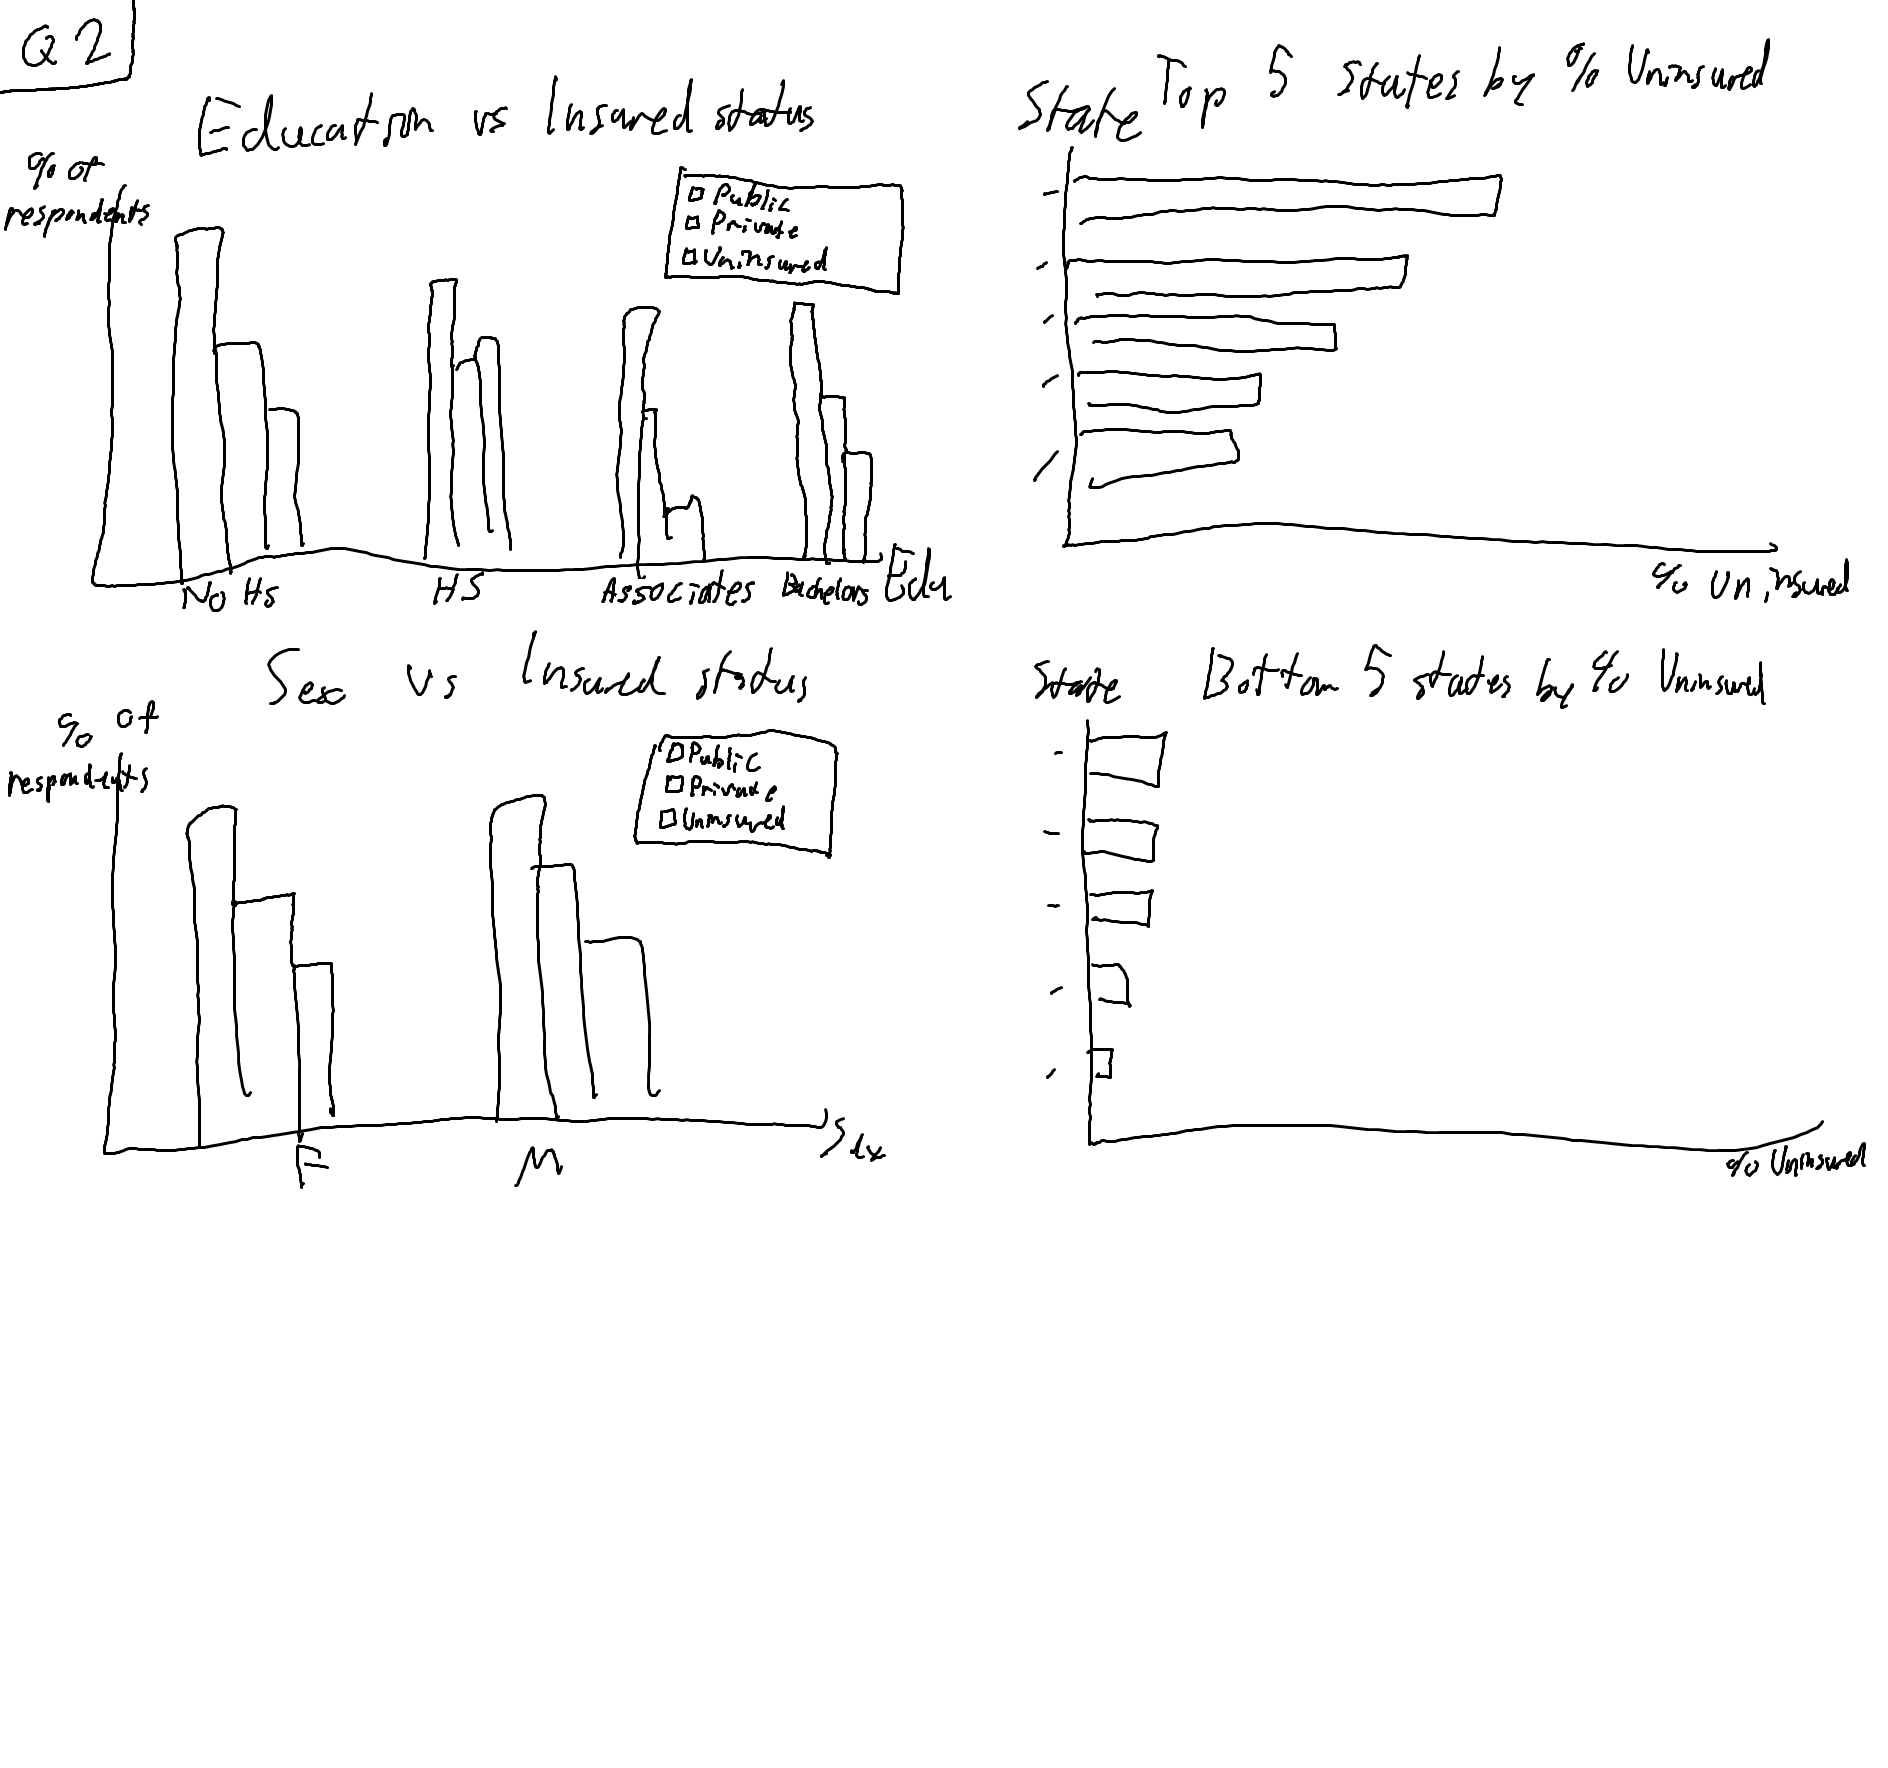 Q2
Education vs Insured status
% of
respondents
Public
Private
Uninsured
No HS
HS
Associates
Bachelors
Edu
State
Top 5 states by % Uninsured
% Uninsured
Sex vs Insured status
% of
respondents
Public
Private
Uninsured
F
M
Sex
State
Bottom 5 states by % Uninsured
% Uninsured